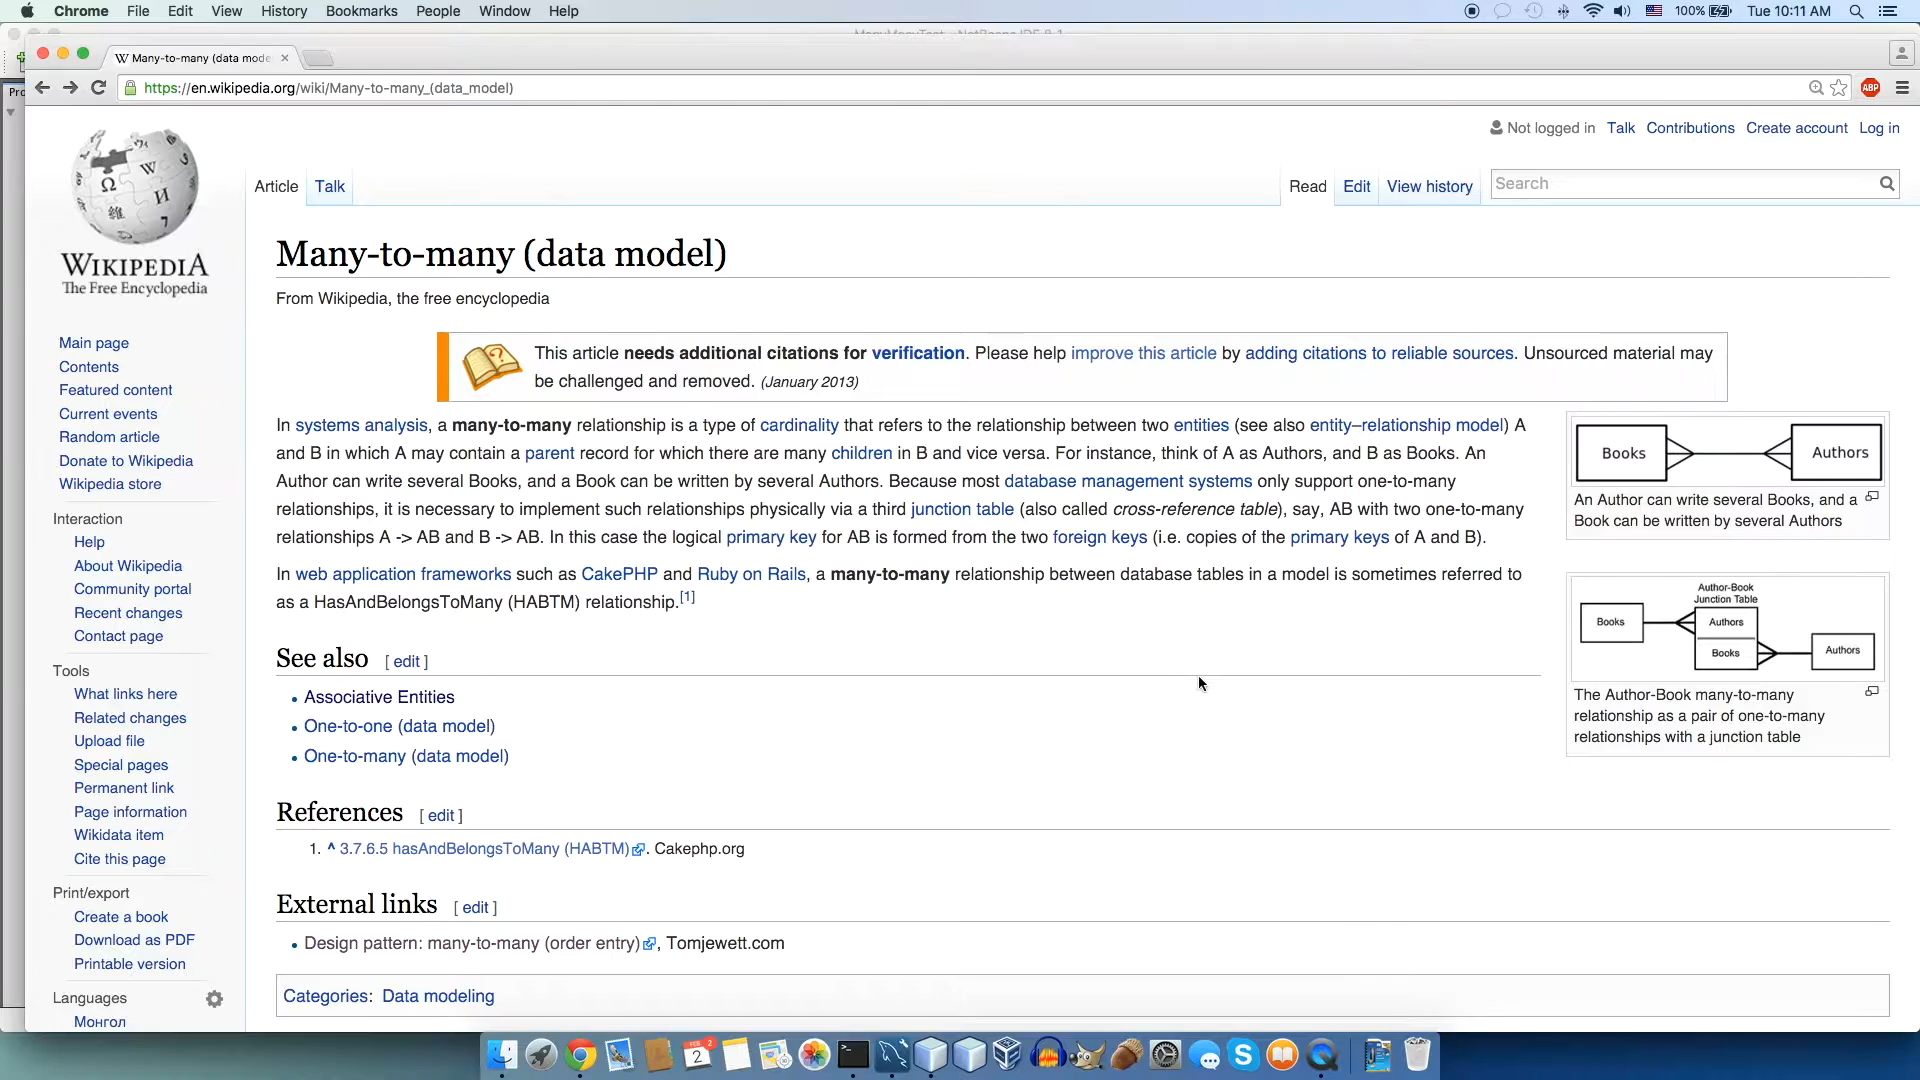 Chrome File Edit View History Bookmarks People Window Help
100% Tue 10:11 AM
Many-to-many (data mode
https://en.wikipedia.org/wiki/Many-to-many_(data_model)
ABP
Pro
WIKIPEDIA
The Free Encyclopedia
Not logged in Talk Contributions Create account Log in
Article Talk
Read Edit View history Search
Many-to-many (data model)
From Wikipedia, the free encyclopedia
This article needs additional citations for verification. Please help improve this article by adding citations to reliable sources. Unsourced material may
be challenged and removed. (January 2013)
In systems analysis, a many-to-many relationship is a type of cardinality that refers to the relationship between two entities (see also entity–relationship model) A
and B in which A may contain a parent record for which there are many children in B and vice versa. For instance, think of A as Authors, and B as Books. An
Author can write several Books, and a Book can be written by several Authors. Because most database management systems only support one-to-many
relationships, it is necessary to implement such relationships physically via a third junction table (also called cross-reference table), say, AB with two one-to-many
relationships A -> AB and B -> AB. In this case the logical primary key for AB is formed from the two foreign keys (i.e. copies of the primary keys of A and B).
In web application frameworks such as CakePHP and Ruby on Rails, a many-to-many relationship between database tables in a model is sometimes referred to
as a HasAndBelongsToMany (HABTM) relationship.[1]
Books Authors
An Author can write several Books, and a
Book can be written by several Authors
Author-Book
Junction Table
Books
Authors
Books
Authors
The Author-Book many-to-many
relationship as a pair of one-to-many
relationships with a junction table
See also [ edit ]
Associative Entities
One-to-one (data model)
One-to-many (data model)
References [ edit ]
1. ^ 3.7.6.5 hasAndBelongsToMany (HABTM). Cakephp.org
External links [ edit ]
Design pattern: many-to-many (order entry), Tomjewett.com
Categories: Data modeling
Main page
Contents
Featured content
Current events
Random article
Donate to Wikipedia
Wikipedia store
Interaction
Help
About Wikipedia
Community portal
Recent changes
Contact page
Tools
What links here
Related changes
Upload file
Special pages
Permanent link
Page information
Wikidata item
Cite this page
Print/export
Create a book
Download as PDF
Printable version
Languages
Монгол
FEB 2
2